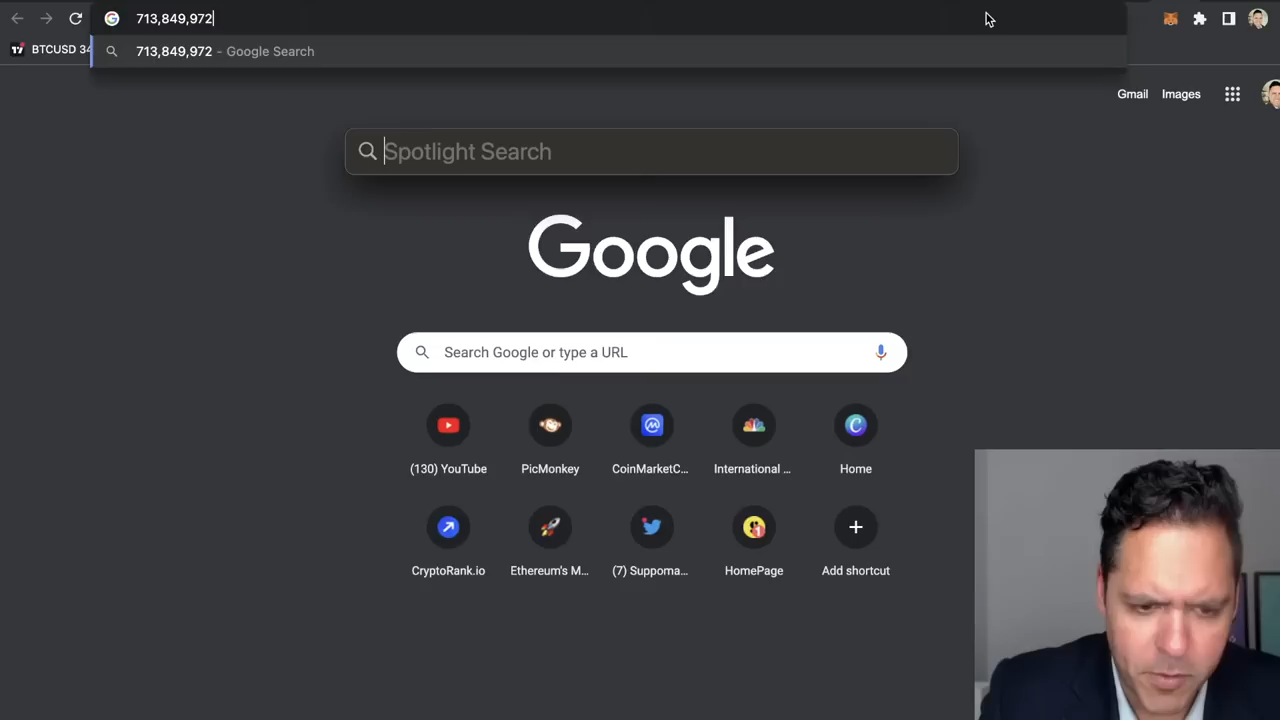 713,849,972
713,849,972 - Google Search
BTCUSD 34
Gmail
Images
Spotlight Search
Google
Search Google or type a URL
(130) YouTube
PicMonkey
CoinMarketC...
International ...
Home
CryptoRank.io
Ethereum's M...
(7) Suppoma...
HomePage
Add shortcut